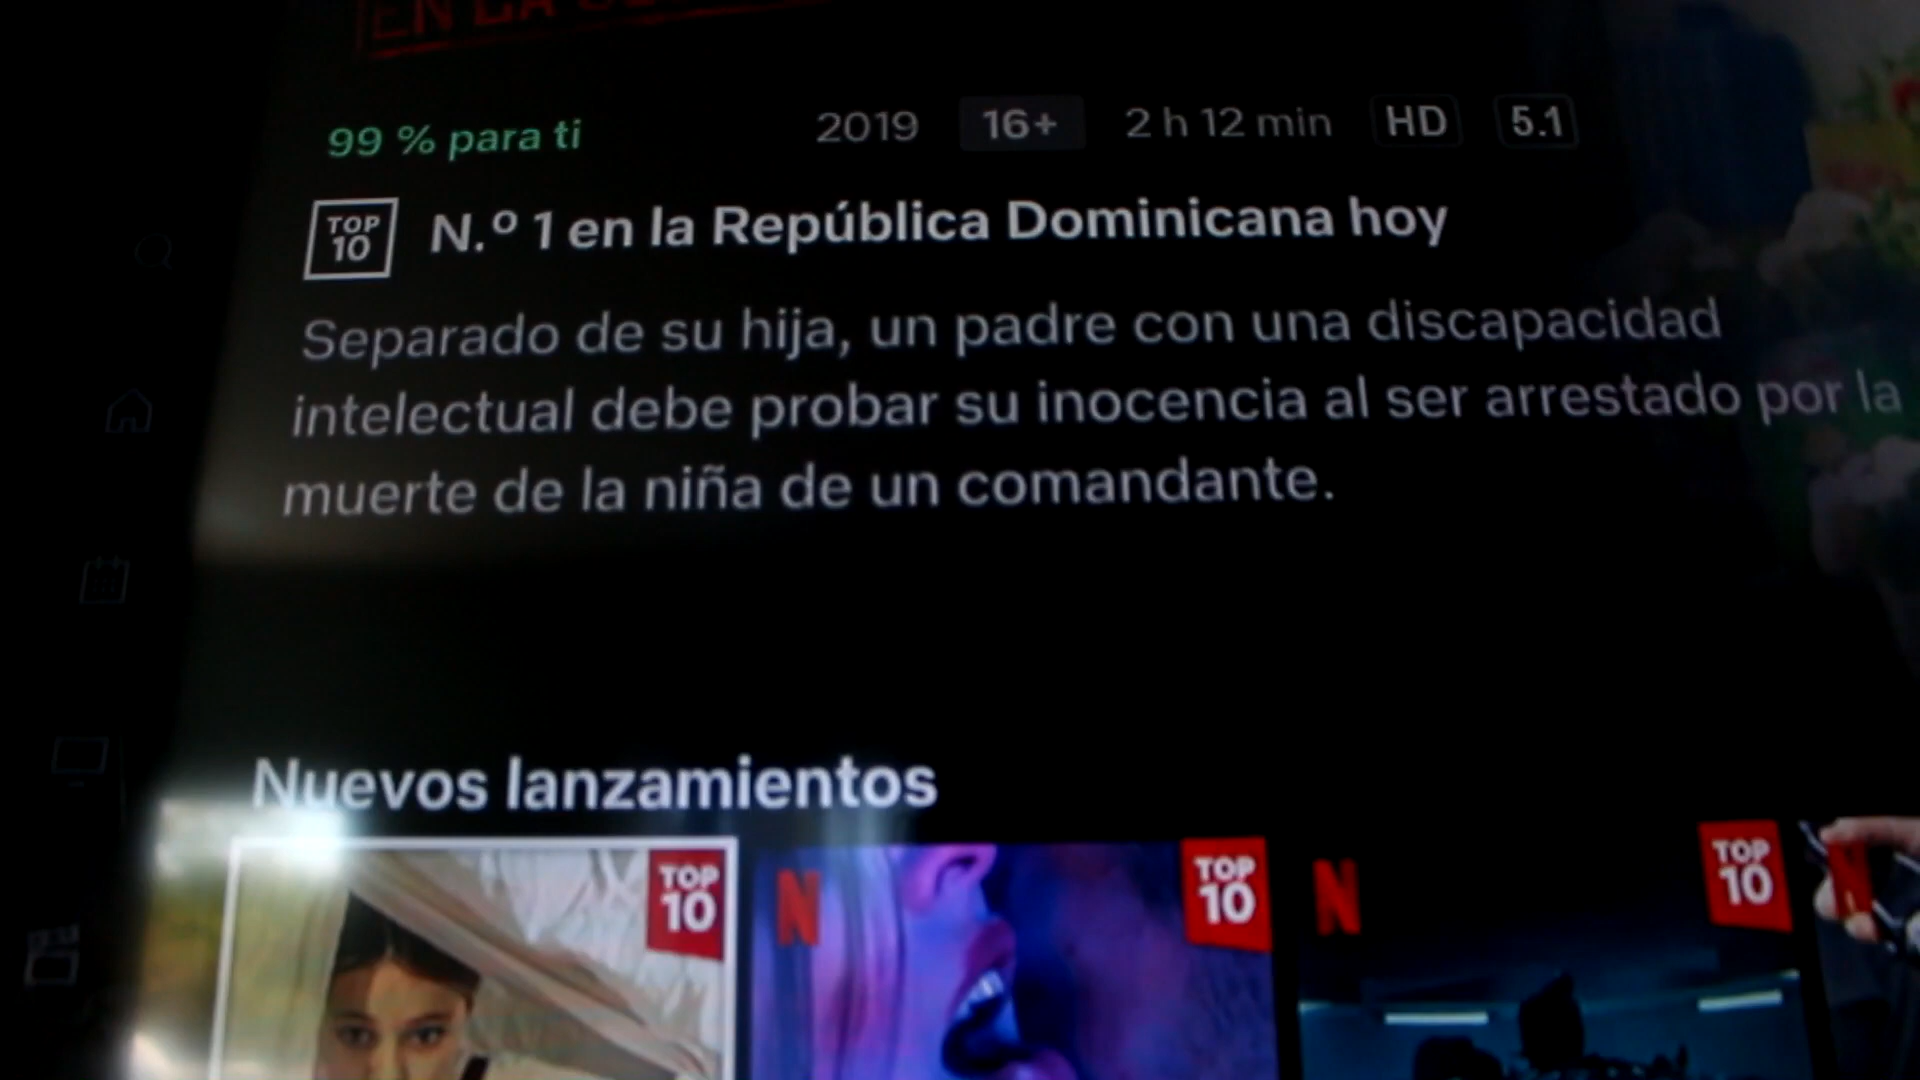 EN LA
99 % para ti 2019 16+ 2 h 12 min HD 5.1
TOP
10
N.º 1 en la República Dominicana hoy
Separado de su hija, un padre con una discapacidad
intelectual debe probar su inocencia al ser arrestado por la
muerte de la niña de un comandante.
Nuevos lanzamientos
TOP
10
N
TOP
10
N
TOP
10
N